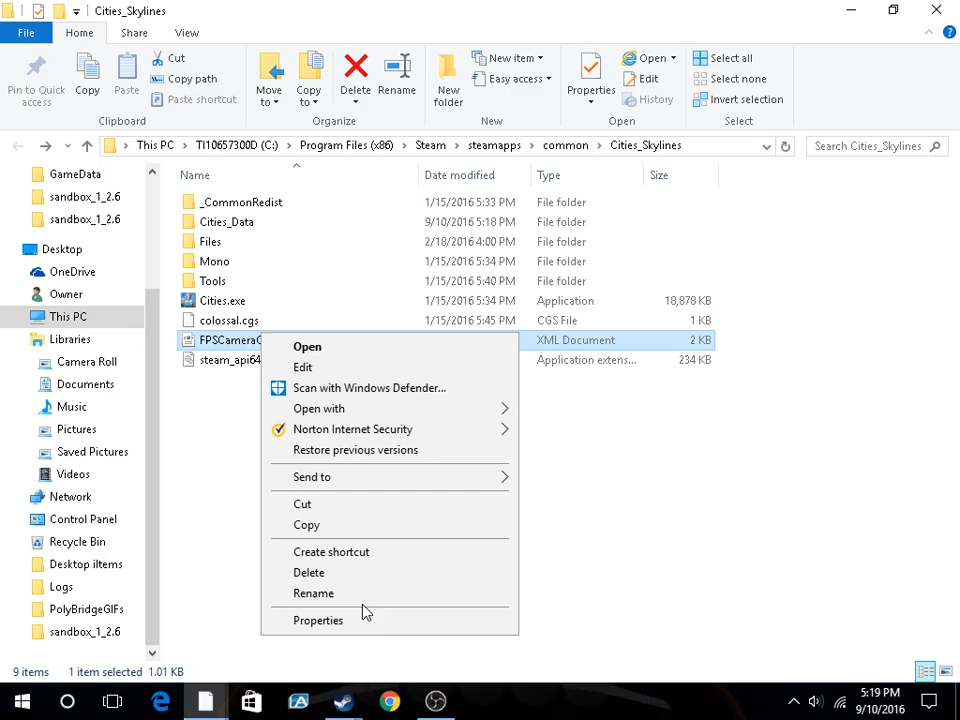 Cities_Skylines
File Home Share View
Pin to Quick access
Copy
Paste
Cut
Copy path
Paste shortcut
Move to
Copy to
Delete
Rename
New folder
New item
Easy access
Properties
Open
Edit
History
Select all
Select none
Invert selection
Clipboard Organize New Open Select
This PC TI10657300D (C:) Program Files (x86) Steam steamapps common Cities_Skylines
Search Cities_Skylines
GameData
sandbox_1_2.6
sandbox_1_2.6
Desktop
OneDrive
Owner
This PC
Libraries
Camera Roll
Documents
Music
Pictures
Saved Pictures
Videos
Network
Control Panel
Recycle Bin
Desktop iItems
Logs
PolyBridgeGIFs
sandbox_1_2.6
Name Date modified Type Size
_CommonRedist 1/15/2016 5:33 PM File folder
Cities_Data 9/10/2016 5:18 PM File folder
Files 2/18/2016 4:00 PM File folder
Mono 1/15/2016 5:34 PM File folder
Tools 1/15/2016 5:40 PM File folder
Cities.exe 1/15/2016 5:34 PM Application 18,878 KB
colossal.cgs 1/15/2016 5:45 PM CGS File 1 KB
FPSCamera XML Document 2 KB
steam_api64 Application extens... 234 KB
Open
Edit
Scan with Windows Defender...
Open with
Norton Internet Security
Restore previous versions
Send to
Cut
Copy
Create shortcut
Delete
Rename
Properties
9 items 1 item selected 1.01 KB
5:19 PM
9/10/2016